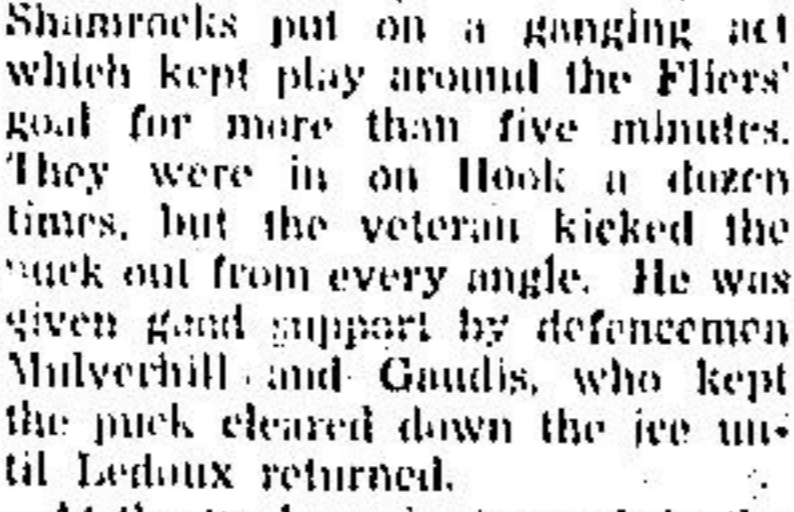 Shamrocks put on a ganging act
which kept play around the Fliers'
goal for more than five minutes.
They were in on Hook a dozen
times, but the veteran kicked the
puck out from every angle. He was
given good support by defencemen
Mulverhill and Gaudis, who kept
the puck cleared down the ice un-
til Ledoux returned.